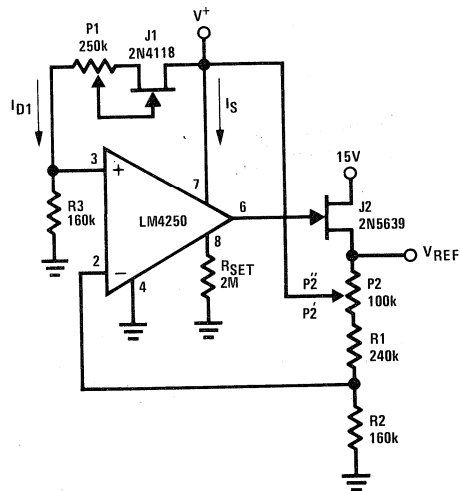 V+
P1
250k
J1
2N4118
ID1
IS
3
+
7
15V
R3
160k
LM4250
6
J2
2N5639
VREF
8
2
−
4
RSET
2M
P2"
P2'
P2
100k
R1
240k
R2
160k